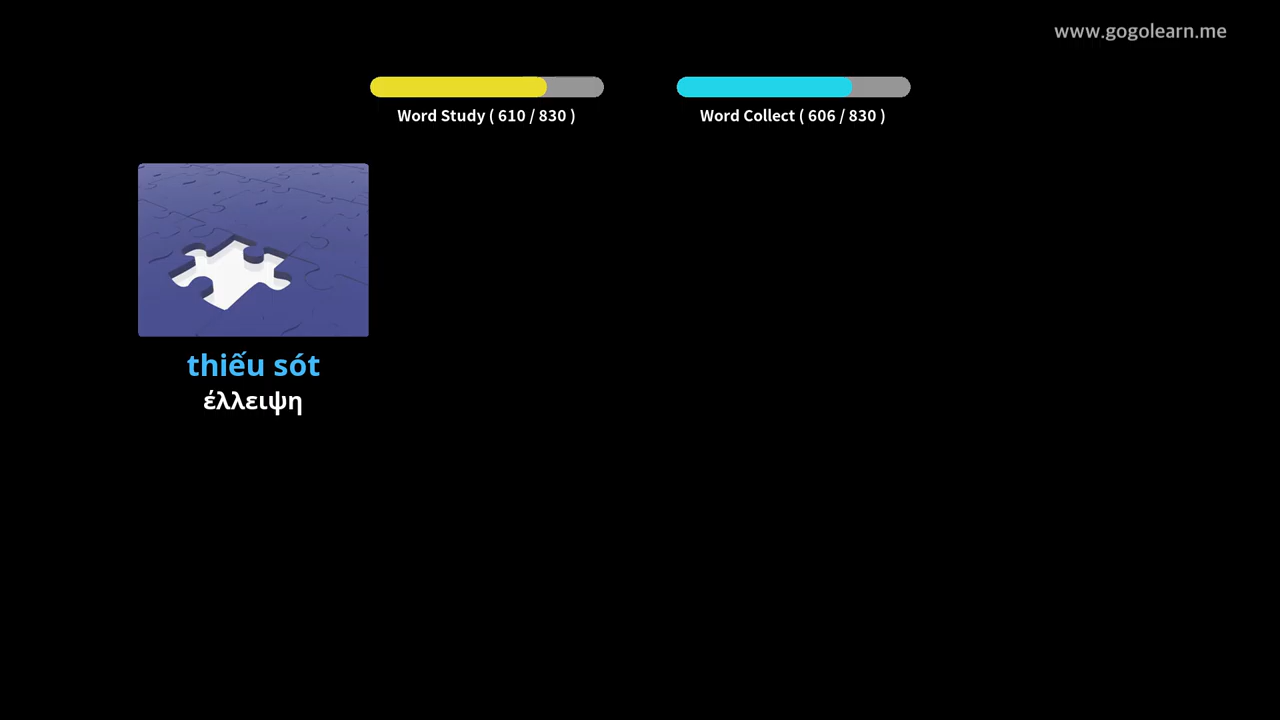 www.gogolearn.me
Word Study ( 610 / 830 )
Word Collect ( 606 / 830 )
thiếu sót
έλλειψη